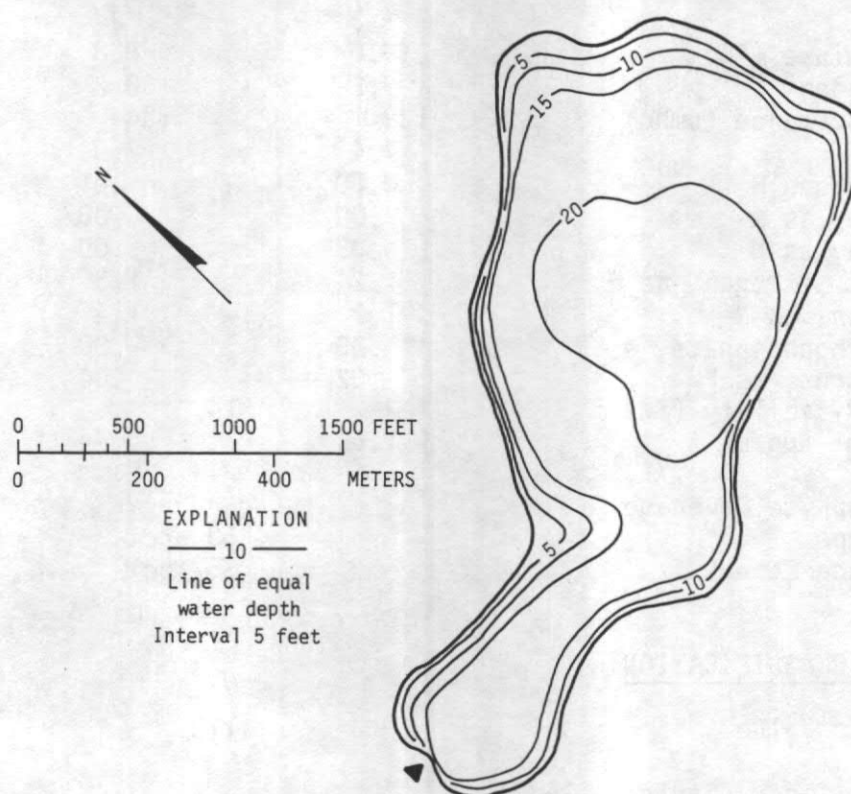 5
10
15
20
N
0 500 1000 1500 FEET
0 200 400 METERS
EXPLANATION
10
Line of equal
water depth
Interval 5 feet
5
10